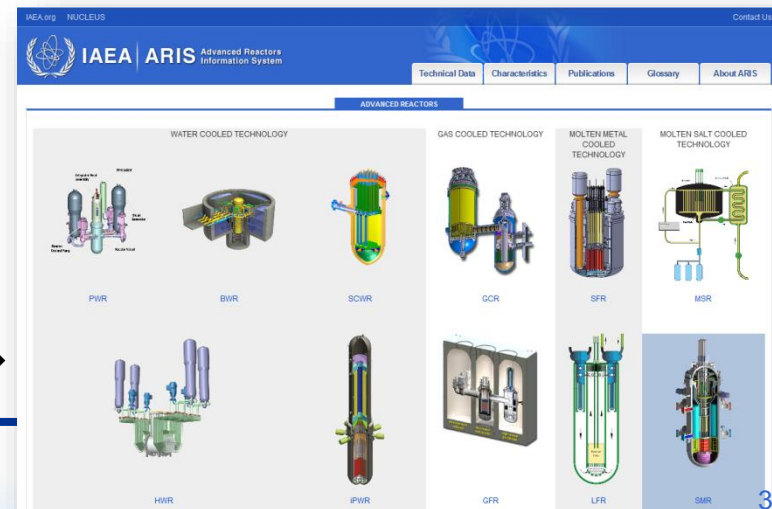 IAEA.org NUCLEUS Contact Us
IAEA ARIS Advanced Reactors
Information System
Technical Data Characteristics Publications Glossary About ARIS
ADVANCED REACTORS
WATER COOLED TECHNOLOGY
GAS COOLED TECHNOLOGY
MOLTEN METAL
COOLED
TECHNOLOGY
MOLTEN SALT COOLED
TECHNOLOGY
PWR BWR SCWR GCR SFR MSR
HWR iPWR GFR LFR SMR
3